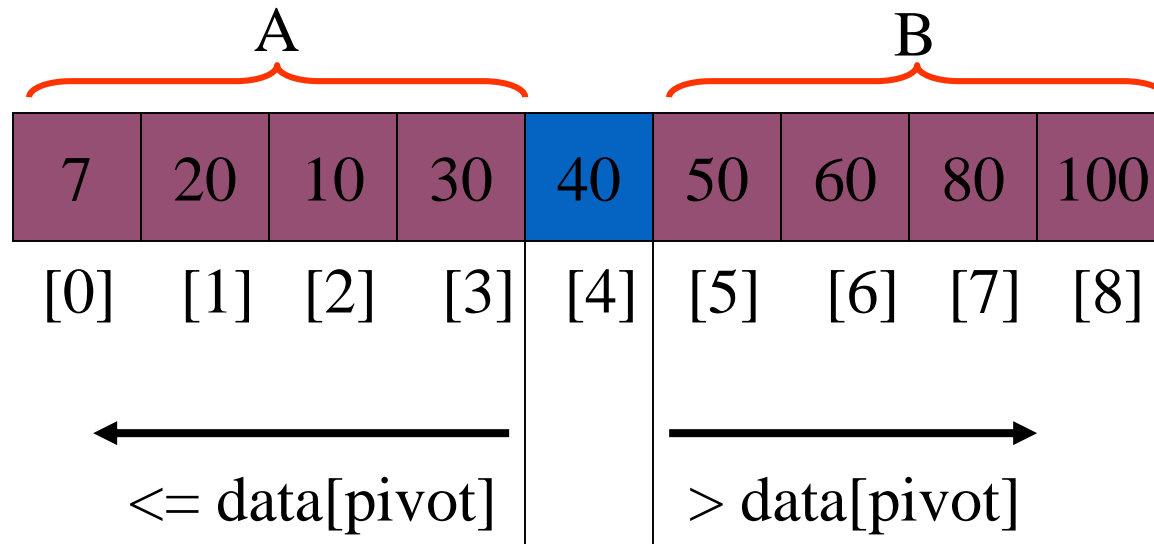 A B
7 20 10 30 40 50 60 80 100
[0] [1] [2] [3] [4] [5] [6] [7] [8]
<= data[pivot] > data[pivot]